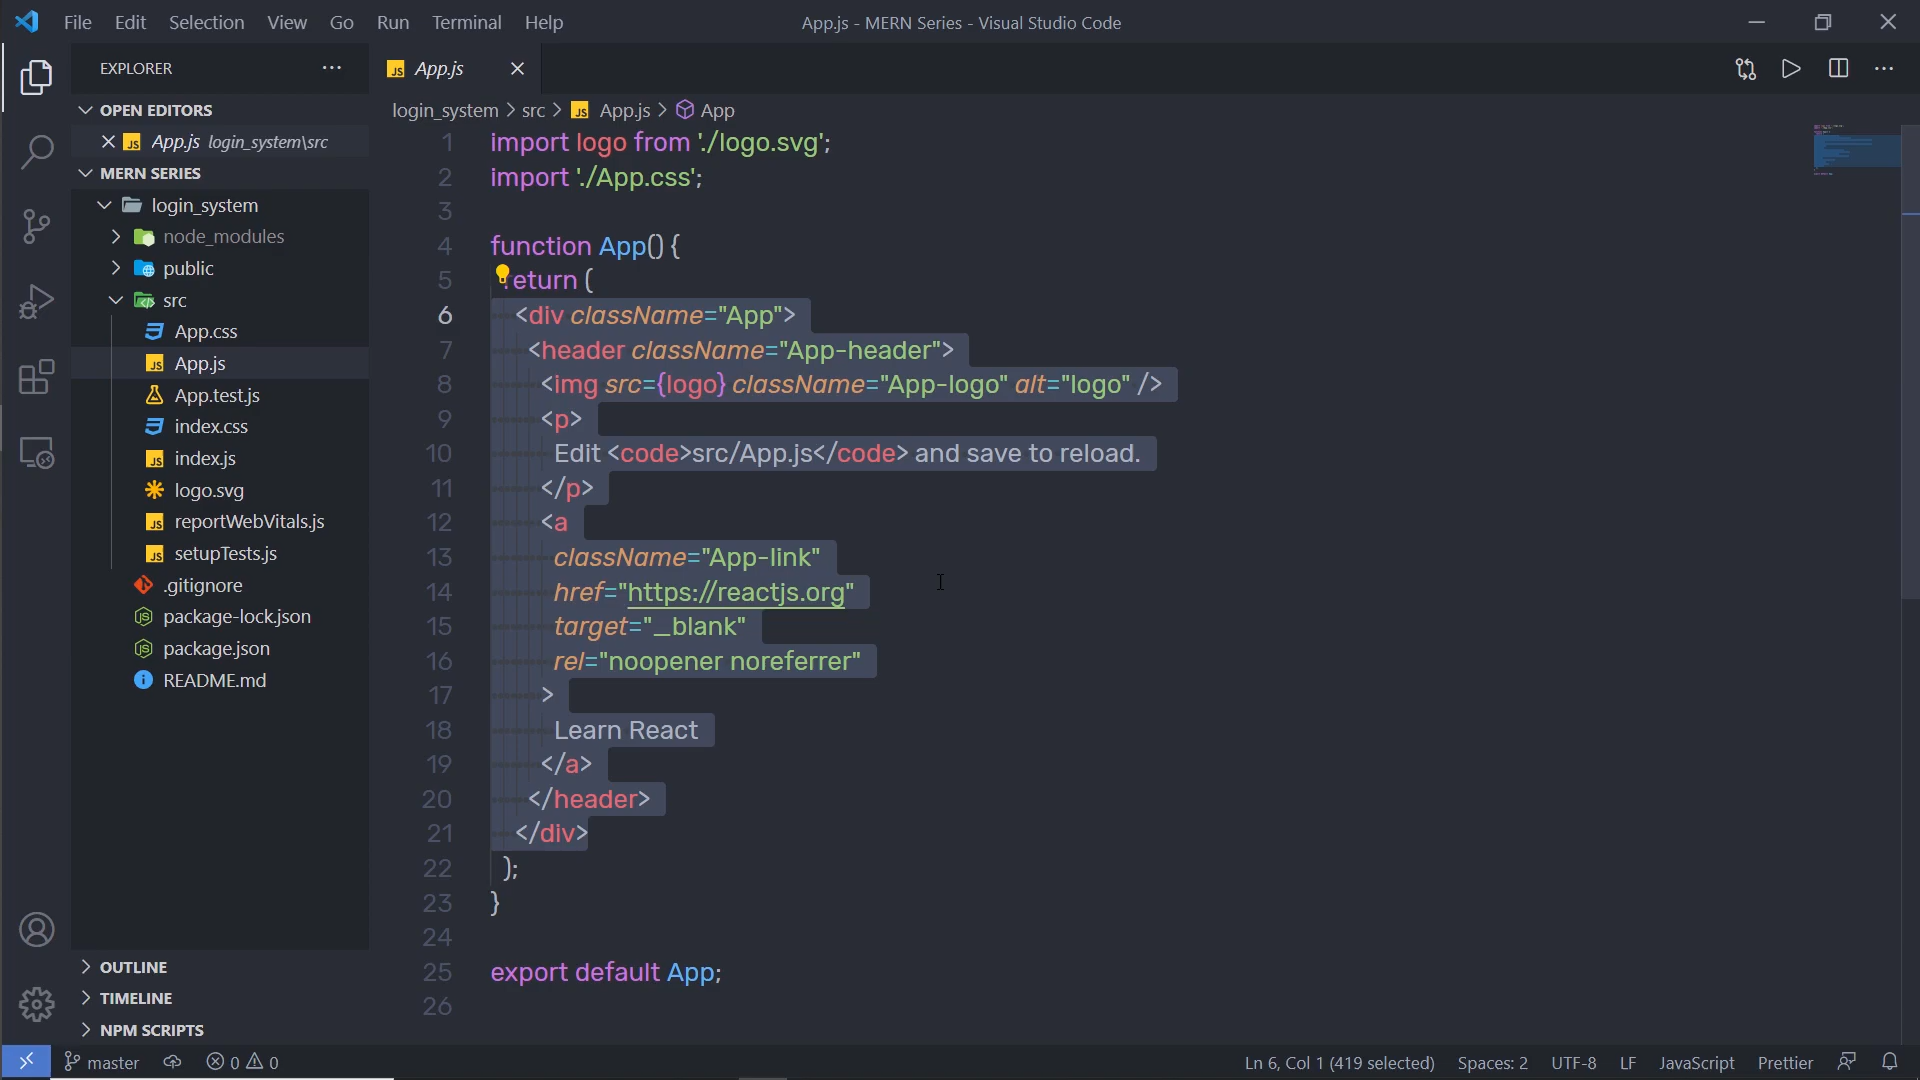 File Edit Selection View Go Run Terminal Help
App.js - MERN Series - Visual Studio Code
EXPLORER
OPEN EDITORS
App.js login_system\src
MERN SERIES
login_system
node_modules
public
src
App.css
App.js
App.test.js
index.css
index.js
logo.svg
reportWebVitals.js
setupTests.js
.gitignore
package-lock.json
package.json
README.md
OUTLINE
TIMELINE
NPM SCRIPTS
App.js
login_system > src > App.js > App
1 import logo from './logo.svg';
2 import './App.css';
3
4 function App() {
5 return (
6 <div className="App">
7 <header className="App-header">
8 <img src={logo} className="App-logo" alt="logo" />
9 <p>
10 Edit <code>src/App.js</code> and save to reload.
11 </p>
12 <a
13 className="App-link"
14 href="https://reactjs.org"
15 target="_blank"
16 rel="noopener noreferrer"
17 >
18 Learn React
19 </a>
20 </header>
21 </div>
22 );
23 }
24
25 export default App;
26
master 0 0 Ln 6, Col 1 (419 selected) Spaces: 2 UTF-8 LF JavaScript Prettier